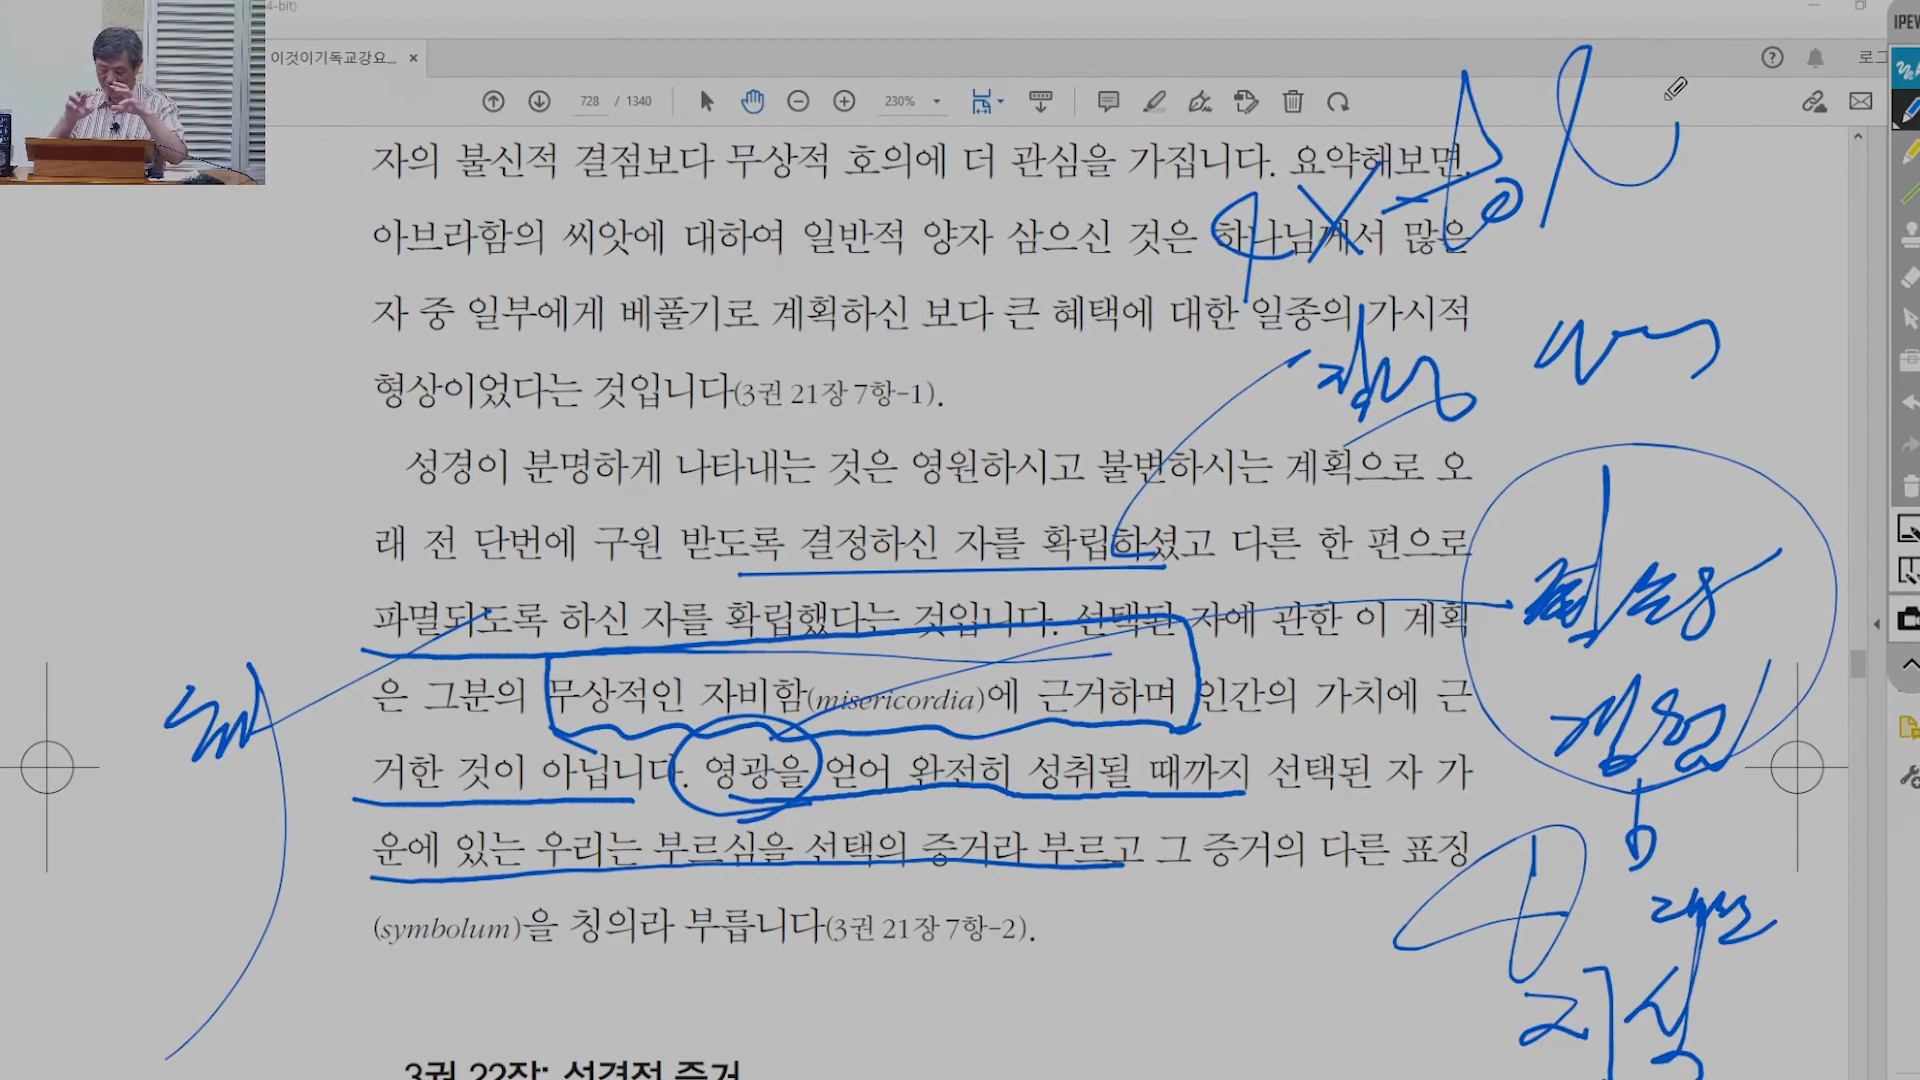 4-bit)
IPEV
이것이기독교강요... ×
로그
728 / 1340
230%
자의 불신적 결점보다 무상적 호의에 더 관심을 가집니다. 요약해보면,
아브라함의 씨앗에 대하여 일반적 양자 삼으신 것은 하나님께서 많은
자 중 일부에게 베풀기로 계획하신 보다 큰 혜택에 대한 일종의 가시적
형상이었다는 것입니다(3권 21장 7항-1).
성경이 분명하게 나타내는 것은 영원하시고 불변하시는 계획으로 오
래 전 단번에 구원 받도록 결정하신 자를 확립하셨고 다른 한 편으로
파멸되도록 하신 자를 확립했다는 것입니다. 선택된 자에 관한 이 계획
은 그분의 무상적인 자비함(misericordia)에 근거하며 인간의 가치에 근
거한 것이 아닙니다. 영광을 얻어 완전히 성취될 때까지 선택된 자 가
운에 있는 우리는 부르심을 선택의 증거라 부르고 그 증거의 다른 표징
(symbolum)을 칭의라 부릅니다(3권 21장 7항-2).
지식
3권 22장: 성경적 증거